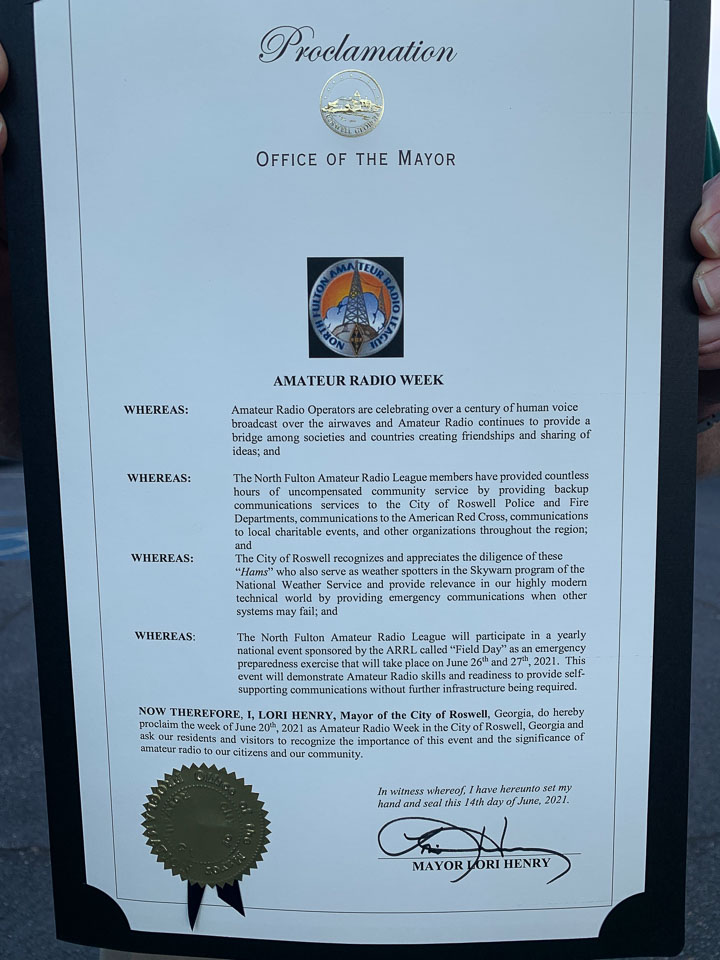 Proclamation
ROSWELL GEORGIA
OFFICE OF THE MAYOR
NORTH FULTON AMATEUR RADIO LEAGUE
AMATEUR RADIO WEEK
WHEREAS: Amateur Radio Operators are celebrating over a century of human voice
broadcast over the airwaves and Amateur Radio continues to provide a
bridge among societies and countries creating friendships and sharing of
ideas; and
WHEREAS: The North Fulton Amateur Radio League members have provided countless
hours of uncompensated community service by providing backup
communications services to the City of Roswell Police and Fire
Departments, communications to the American Red Cross, communications
to local charitable events, and other organizations throughout the region;
and
WHEREAS: The City of Roswell recognizes and appreciates the diligence of these
“Hams” who also serve as weather spotters in the Skywarn program of the
National Weather Service and provide relevance in our highly modern
technical world by providing emergency communications when other
systems may fail; and
WHEREAS: The North Fulton Amateur Radio League will participate in a yearly
national event sponsored by the ARRL called “Field Day” as an emergency
preparedness exercise that will take place on June 26th and 27th, 2021. This
event will demonstrate Amateur Radio skills and readiness to provide self-
supporting communications without further infrastructure being required.
NOW THEREFORE, I, LORI HENRY, Mayor of the City of Roswell, Georgia, do hereby
proclaim the week of June 20th, 2021 as Amateur Radio Week in the City of Roswell, Georgia and
ask our residents and visitors to recognize the importance of this event and the significance of
amateur radio to our citizens and our community.
In witness whereof, I have hereunto set my
hand and seal this 14th day of June, 2021.
MAYOR LORI HENRY